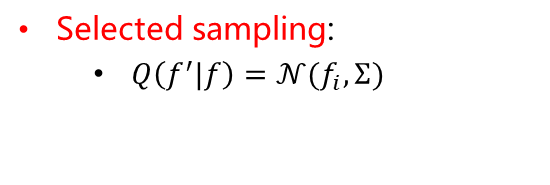 • Selected sampling:
• 𝑄(𝑓′|𝑓) = 𝒩(𝑓ᵢ, Σ)